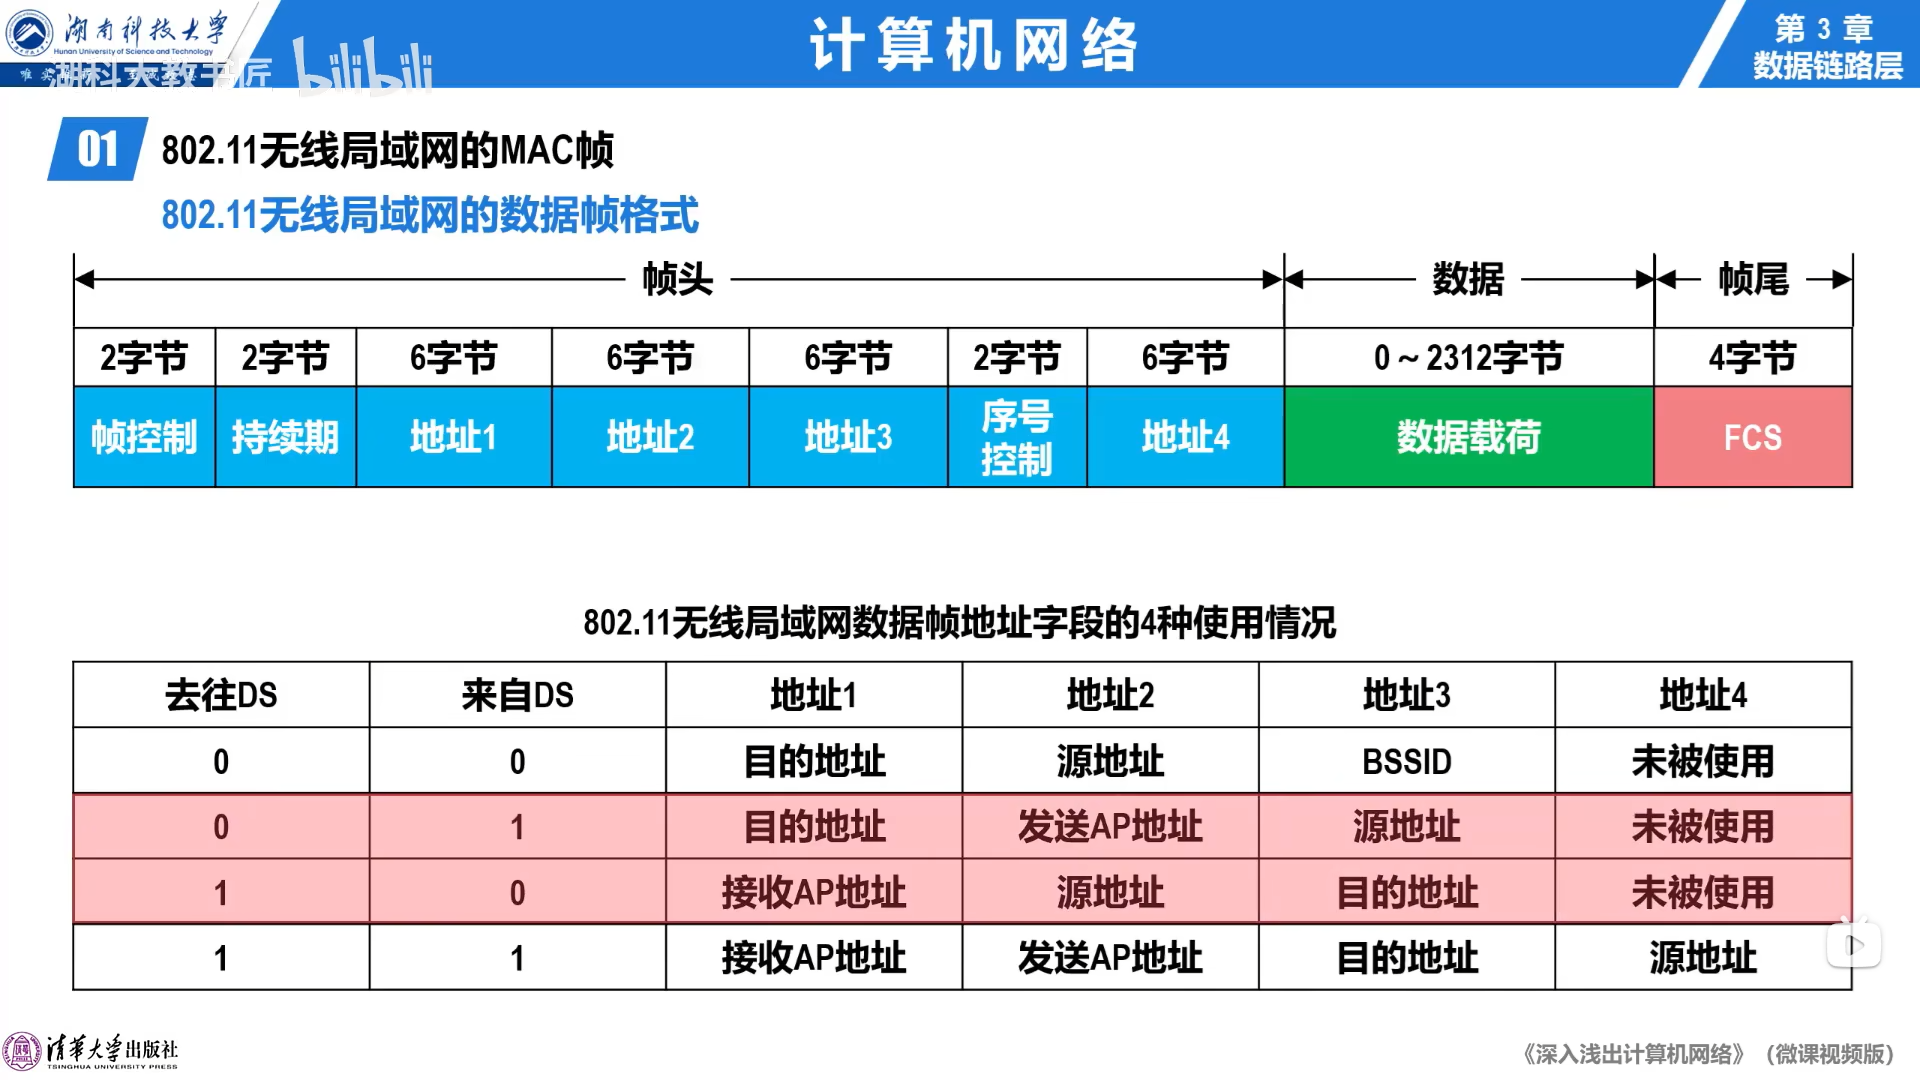 湖南科技大学
Hunan University of Science and Technology
湖科大教书匠 bilibili
计算机网络
第 3 章
数据链路层
01 802.11无线局域网的MAC帧
802.11无线局域网的数据帧格式
帧头 数据 帧尾
2字节 2字节 6字节 6字节 6字节 2字节 6字节 0～2312字节 4字节
帧控制 持续期 地址1 地址2 地址3 序号控制 地址4 数据载荷 FCS
802.11无线局域网数据帧地址字段的4种使用情况
去往DS 来自DS 地址1 地址2 地址3 地址4
0 0 目的地址 源地址 BSSID 未被使用
0 1 目的地址 发送AP地址 源地址 未被使用
1 0 接收AP地址 源地址 目的地址 未被使用
1 1 接收AP地址 发送AP地址 目的地址 源地址
清华大学出版社
TSINGHUA UNIVERSITY PRESS
《深入浅出计算机网络》（微课视频版）